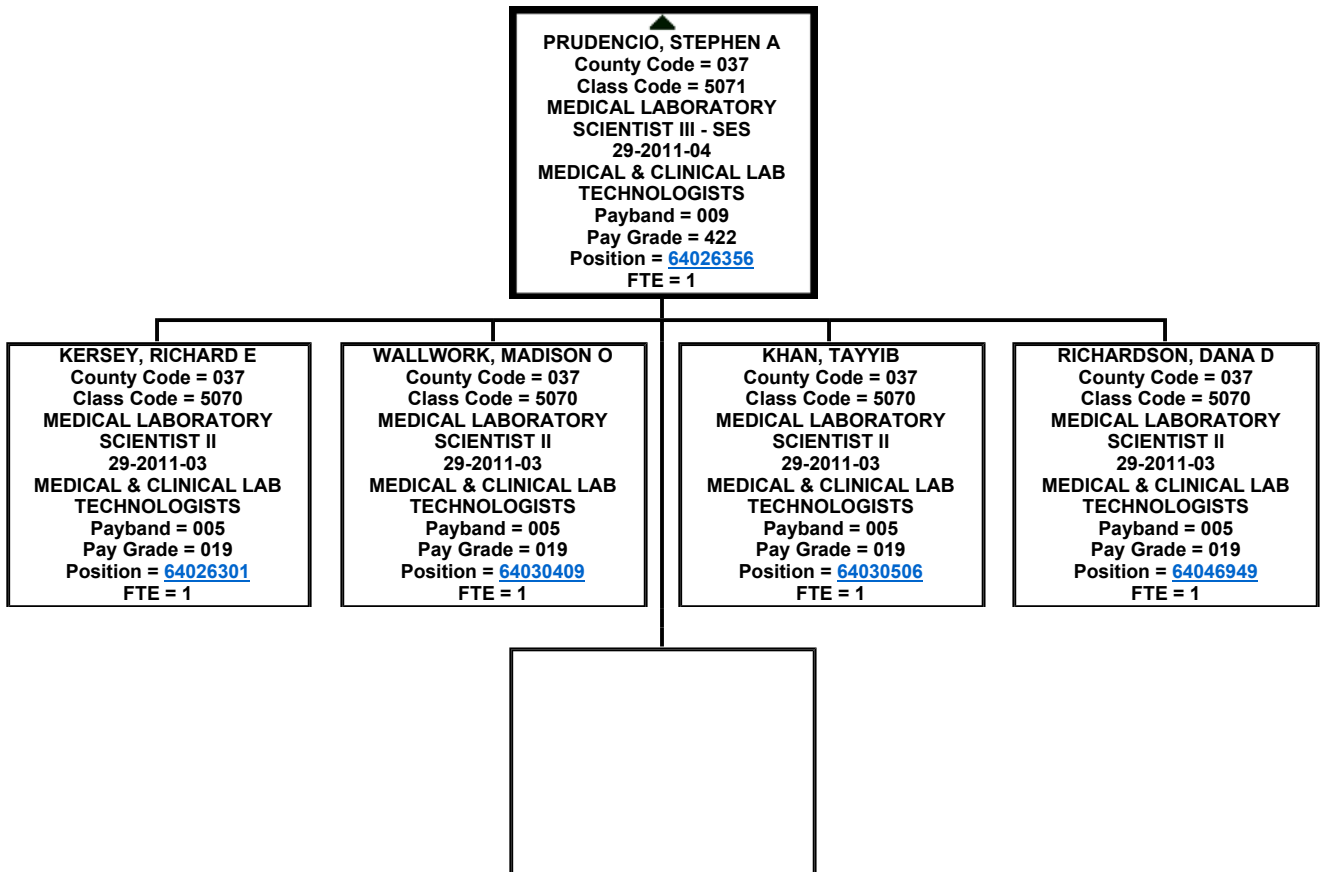 PRUDENCIO, STEPHEN A
County Code = 037
Class Code = 5071
MEDICAL LABORATORY
SCIENTIST III - SES
29-2011-04
MEDICAL & CLINICAL LAB
TECHNOLOGISTS
Payband = 009
Pay Grade = 422
Position = 64026356
FTE = 1
KERSEY, RICHARD E
County Code = 037
Class Code = 5070
MEDICAL LABORATORY
SCIENTIST II
29-2011-03
MEDICAL & CLINICAL LAB
TECHNOLOGISTS
Payband = 005
Pay Grade = 019
Position = 64026301
FTE = 1
WALLWORK, MADISON O
County Code = 037
Class Code = 5070
MEDICAL LABORATORY
SCIENTIST II
29-2011-03
MEDICAL & CLINICAL LAB
TECHNOLOGISTS
Payband = 005
Pay Grade = 019
Position = 64030409
FTE = 1
KHAN, TAYYIB
County Code = 037
Class Code = 5070
MEDICAL LABORATORY
SCIENTIST II
29-2011-03
MEDICAL & CLINICAL LAB
TECHNOLOGISTS
Payband = 005
Pay Grade = 019
Position = 64030506
FTE = 1
RICHARDSON, DANA D
County Code = 037
Class Code = 5070
MEDICAL LABORATORY
SCIENTIST II
29-2011-03
MEDICAL & CLINICAL LAB
TECHNOLOGISTS
Payband = 005
Pay Grade = 019
Position = 64046949
FTE = 1